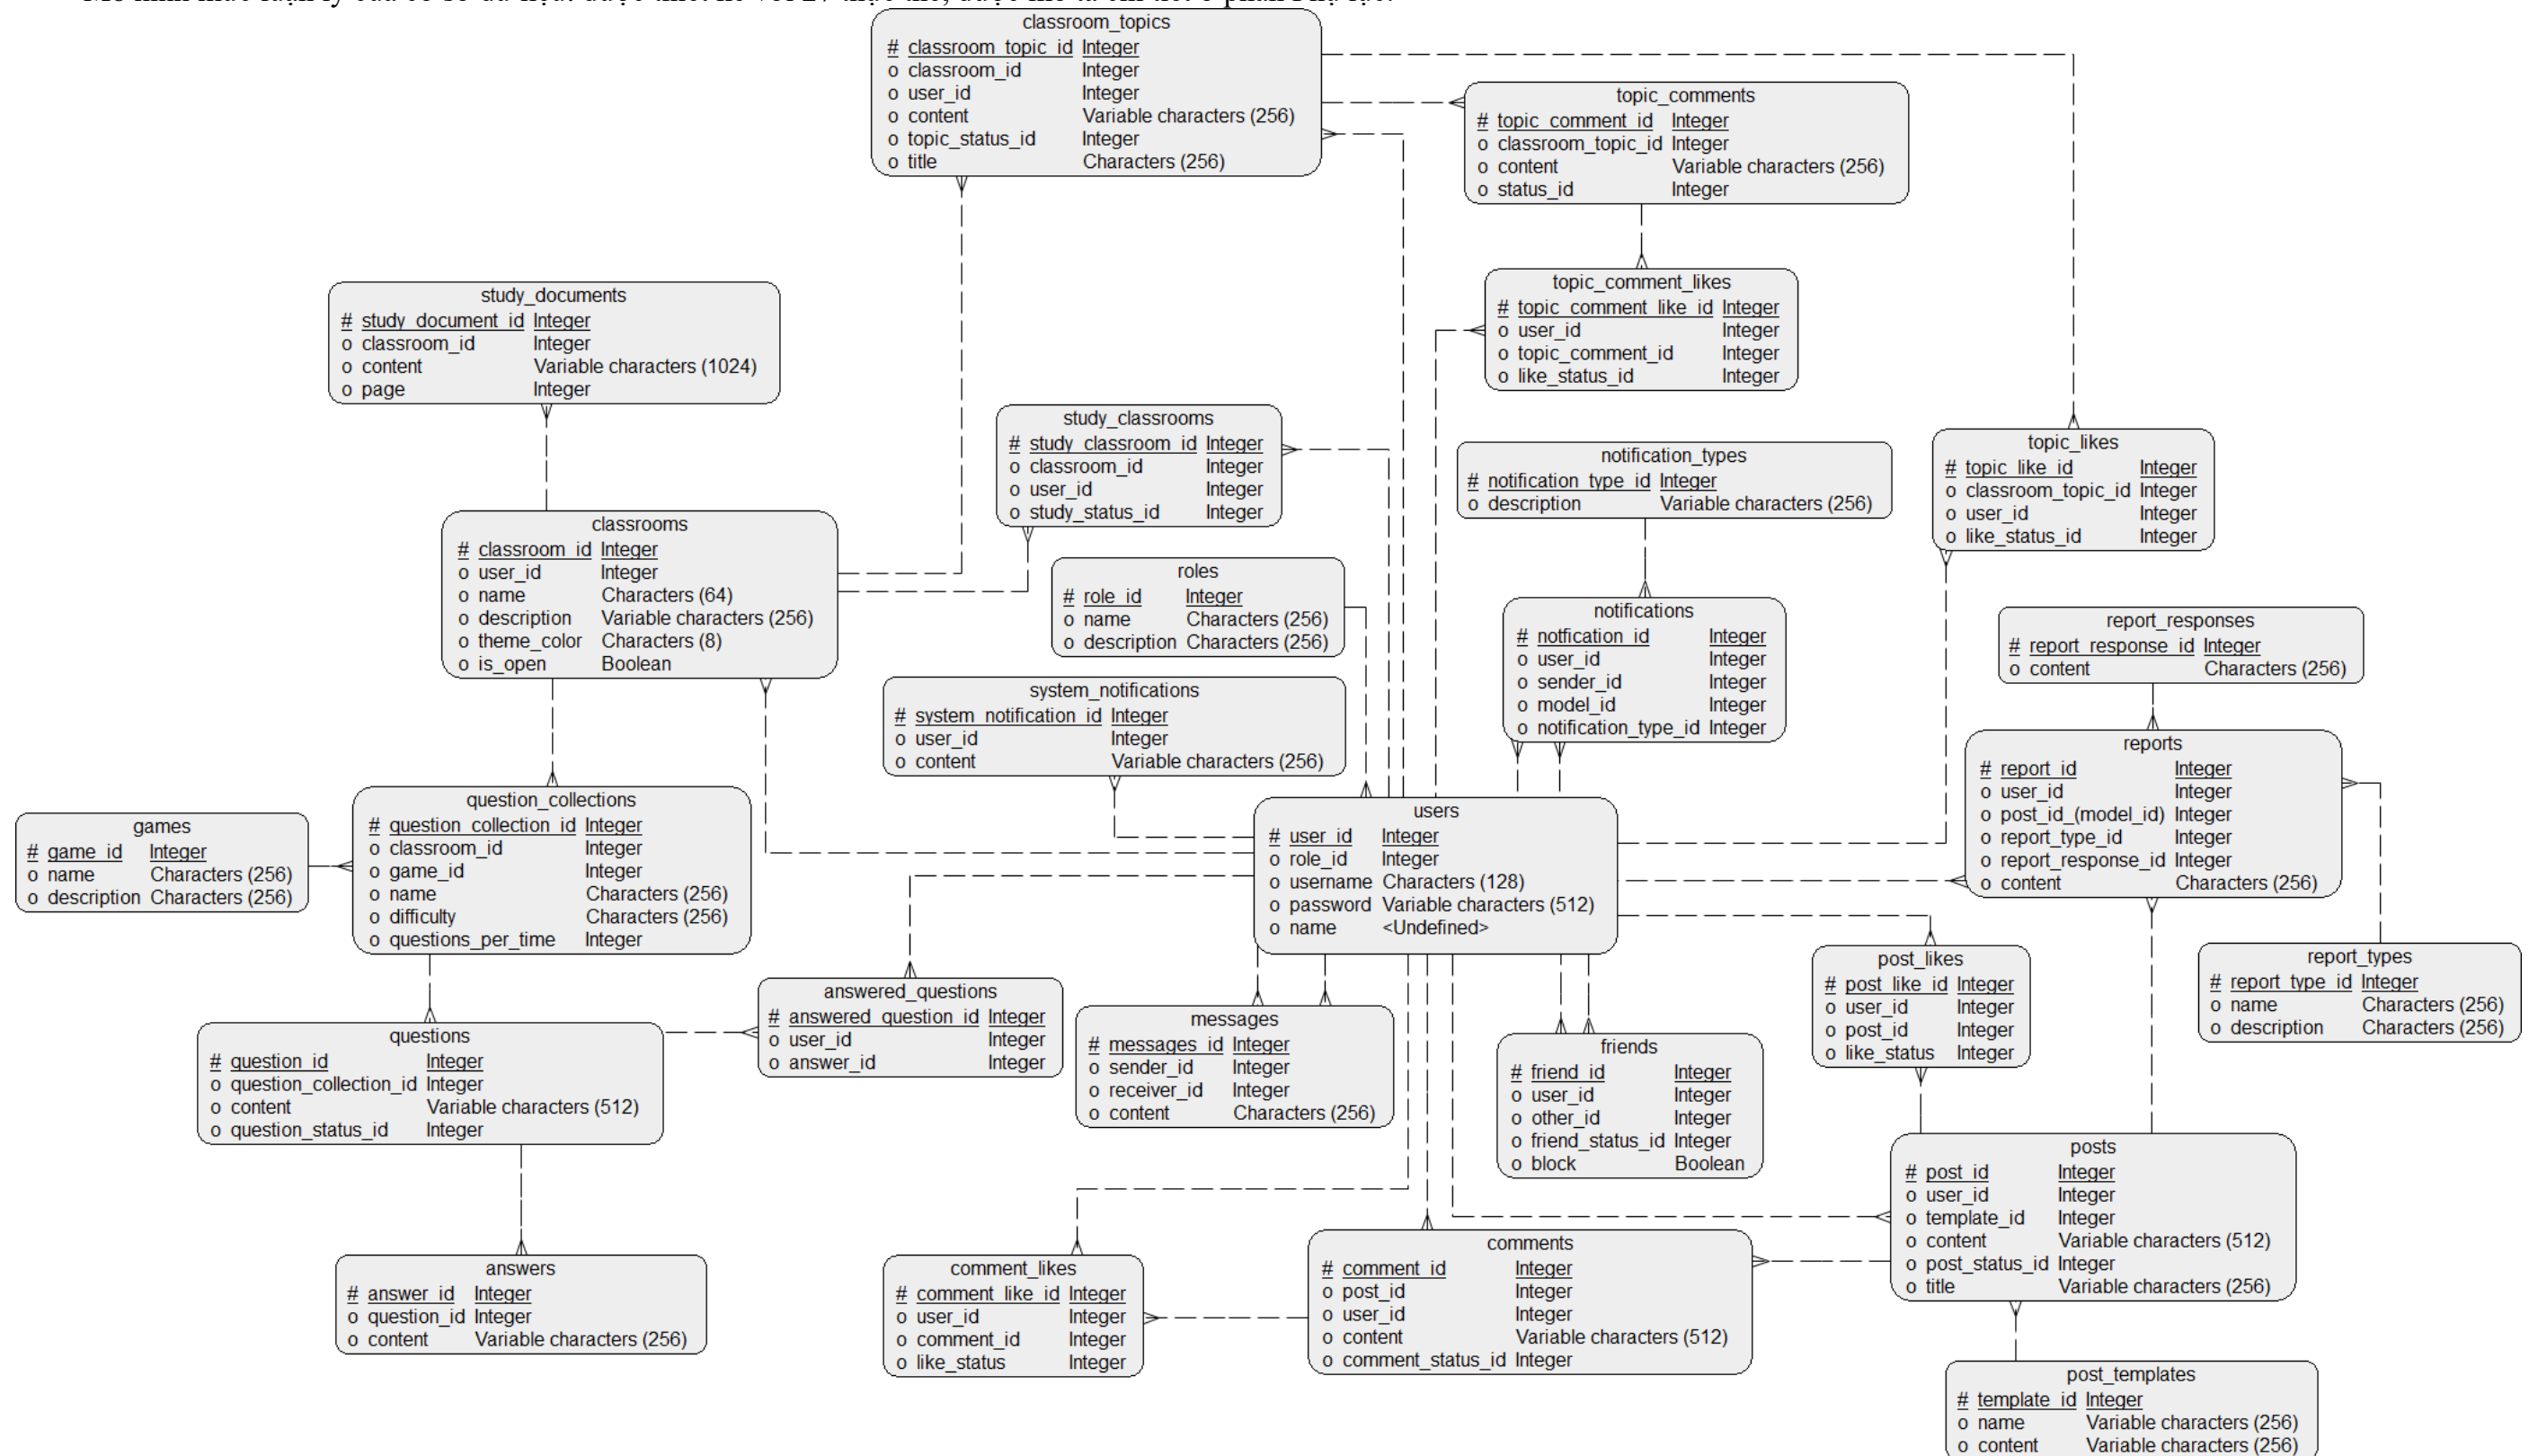 classroom_topics
# classroom_topic_id Integer
o classroom_id Integer
o user_id Integer
o content Variable characters (256)
o topic_status_id Integer
o title Characters (256)
topic_comments
# topic_comment_id Integer
o classroom_topic_id Integer
o content Variable characters (256)
o status_id Integer
topic_comment_likes
# topic_comment_like_id Integer
o user_id Integer
o topic_comment_id Integer
o like_status_id Integer
study_documents
# study_document_id Integer
o classroom_id Integer
o content Variable characters (1024)
o page Integer
study_classrooms
# study_classroom_id Integer
o classroom_id Integer
o user_id Integer
o study_status_id Integer
notification_types
# notification_type_id Integer
o description Variable characters (256)
topic_likes
# topic_like_id Integer
o classroom_topic_id Integer
o user_id Integer
o like_status_id Integer
classrooms
# classroom_id Integer
o user_id Integer
o name Characters (64)
o description Variable characters (256)
o theme_color Characters (8)
o is_open Boolean
roles
# role_id Integer
o name Characters (256)
o description Characters (256)
notifications
# notfication_id Integer
o user_id Integer
o sender_id Integer
o model_id Integer
o notification_type_id Integer
report_responses
# report_response_id Integer
o content Characters (256)
system_notifications
# system_notification_id Integer
o user_id Integer
o content Variable characters (256)
reports
# report_id Integer
o user_id Integer
o post_id_(model_id) Integer
o report_type_id Integer
o report_response_id Integer
o content Characters (256)
games
# game_id Integer
o name Characters (256)
o description Characters (256)
question_collections
# question_collection_id Integer
o classroom_id Integer
o game_id Integer
o name Characters (256)
o difficulty Characters (256)
o questions_per_time Integer
users
# user_id Integer
o role_id Integer
o username Characters (128)
o password Variable characters (512)
o name <Undefined>
post_likes
# post_like_id Integer
o user_id Integer
o post_id Integer
o like_status Integer
report_types
# report_type_id Integer
o name Characters (256)
o description Characters (256)
answered_questions
# answered_question_id Integer
o user_id Integer
o answer_id Integer
messages
# messages_id Integer
o sender_id Integer
o receiver_id Integer
o content Characters (256)
friends
# friend_id Integer
o user_id Integer
o other_id Integer
o friend_status_id Integer
o block Boolean
questions
# question_id Integer
o question_collection_id Integer
o content Variable characters (512)
o question_status_id Integer
posts
# post_id Integer
o user_id Integer
o template_id Integer
o content Variable characters (512)
o post_status_id Integer
o title Variable characters (256)
answers
# answer_id Integer
o question_id Integer
o content Variable characters (256)
comment_likes
# comment_like_id Integer
o user_id Integer
o comment_id Integer
o like_status Integer
comments
# comment_id Integer
o post_id Integer
o user_id Integer
o content Variable characters (512)
o comment_status_id Integer
post_templates
# template_id Integer
o name Variable characters (256)
o content Variable characters (256)